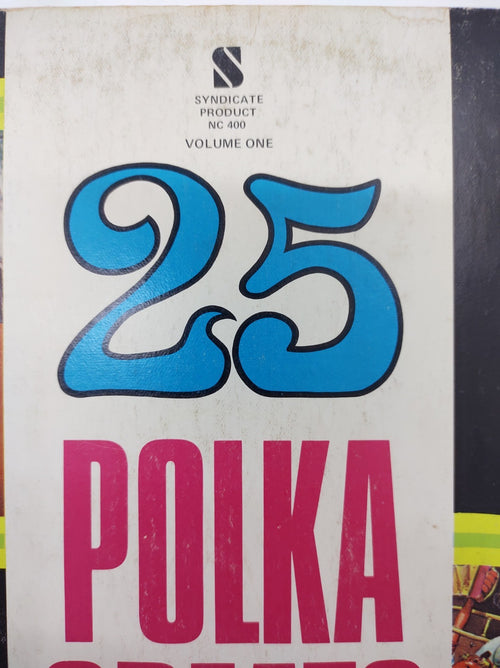 S
SYNDICATE
PRODUCT
NC 400
VOLUME ONE
25
POLKA